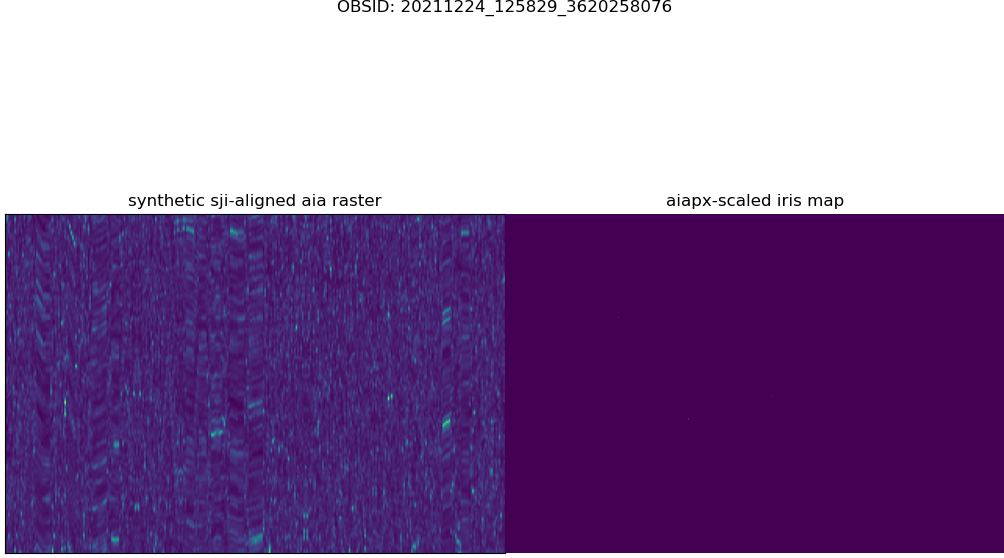 OBSID: 20211224_125829_3620258076
synthetic sji-aligned aia raster
aiapx-scaled iris map